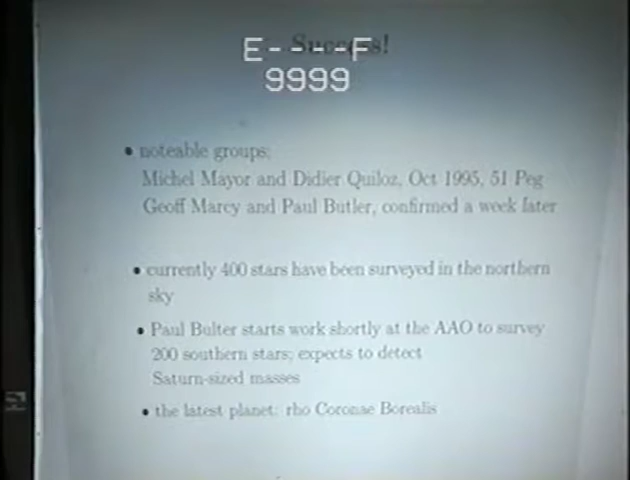 Success!
E-----F
9999
• noteable groups:
Michel Mayor and Didier Quiloz, Oct 1995, 51 Peg
Geoff Marcy and Paul Butler, confirmed a week later
• currently 400 stars have been surveyed in the northern
sky
• Paul Bulter starts work shortly at the AAO to survey
200 southern stars; expects to detect
Saturn-sized masses
• the latest planet: rho Coronae Borealis